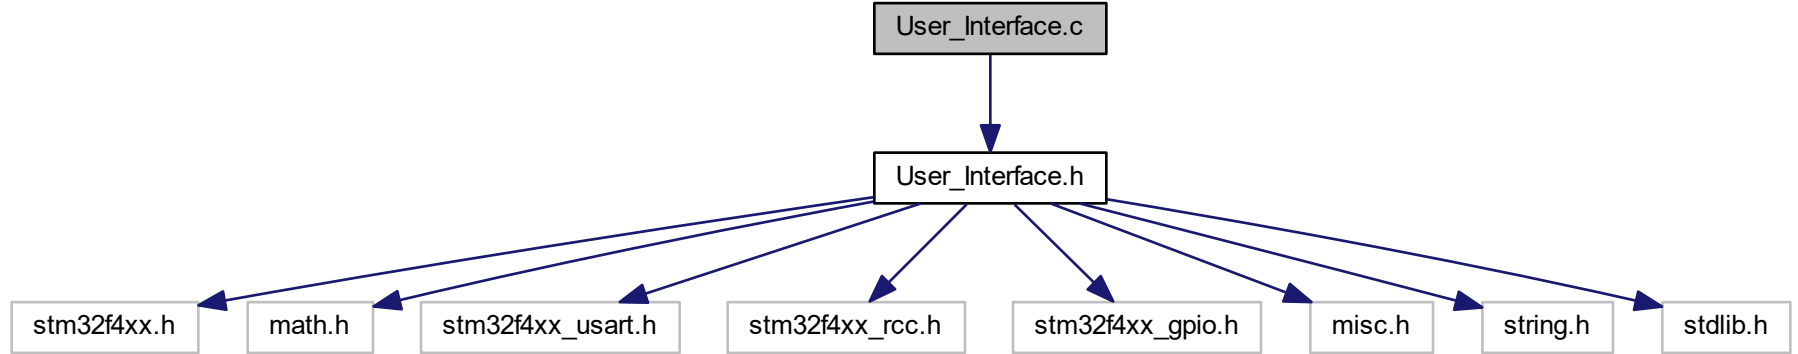 User_Interface.c
User_Interface.h
stm32f4xx.h
math.h
stm32f4xx_usart.h
stm32f4xx_rcc.h
stm32f4xx_gpio.h
misc.h
string.h
stdlib.h